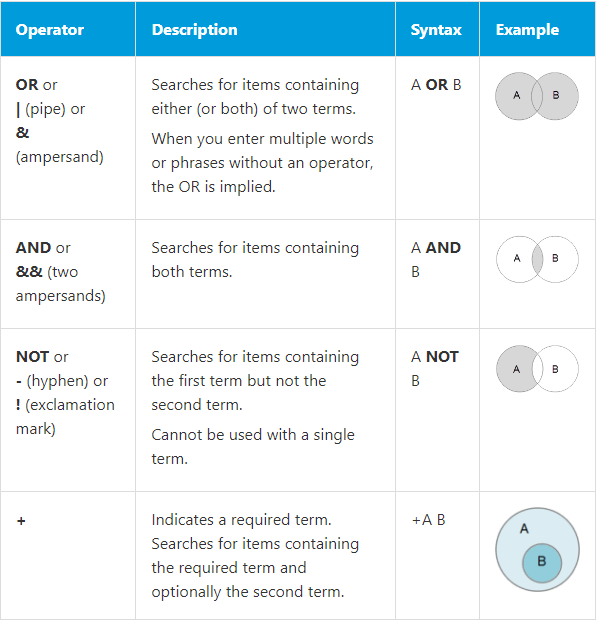 Operator Description Syntax Example
OR or
| (pipe) or
&
(ampersand)
Searches for items containing
either (or both) of two terms.
When you enter multiple words
or phrases without an operator,
the OR is implied.
A OR B
A B
AND or
&& (two
ampersands)
Searches for items containing
both terms.
A AND
B
A B
NOT or
- (hyphen) or
! (exclamation
mark)
Searches for items containing
the first term but not the
second term.
Cannot be used with a single
term.
A NOT
B
A B
+
Indicates a required term.
Searches for items containing
the required term and
optionally the second term.
+A B
A
B